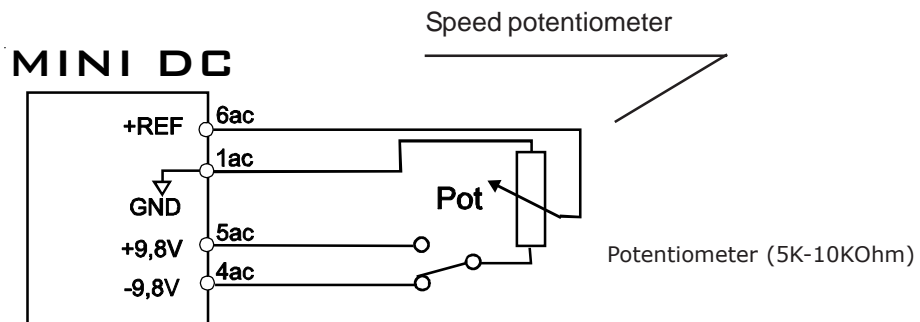 Speed potentiometer
MINI DC
+REF
6ac
1ac
GND
Pot
+9,8V
5ac
-9,8V
4ac
Potentiometer (5K-10KOhm)